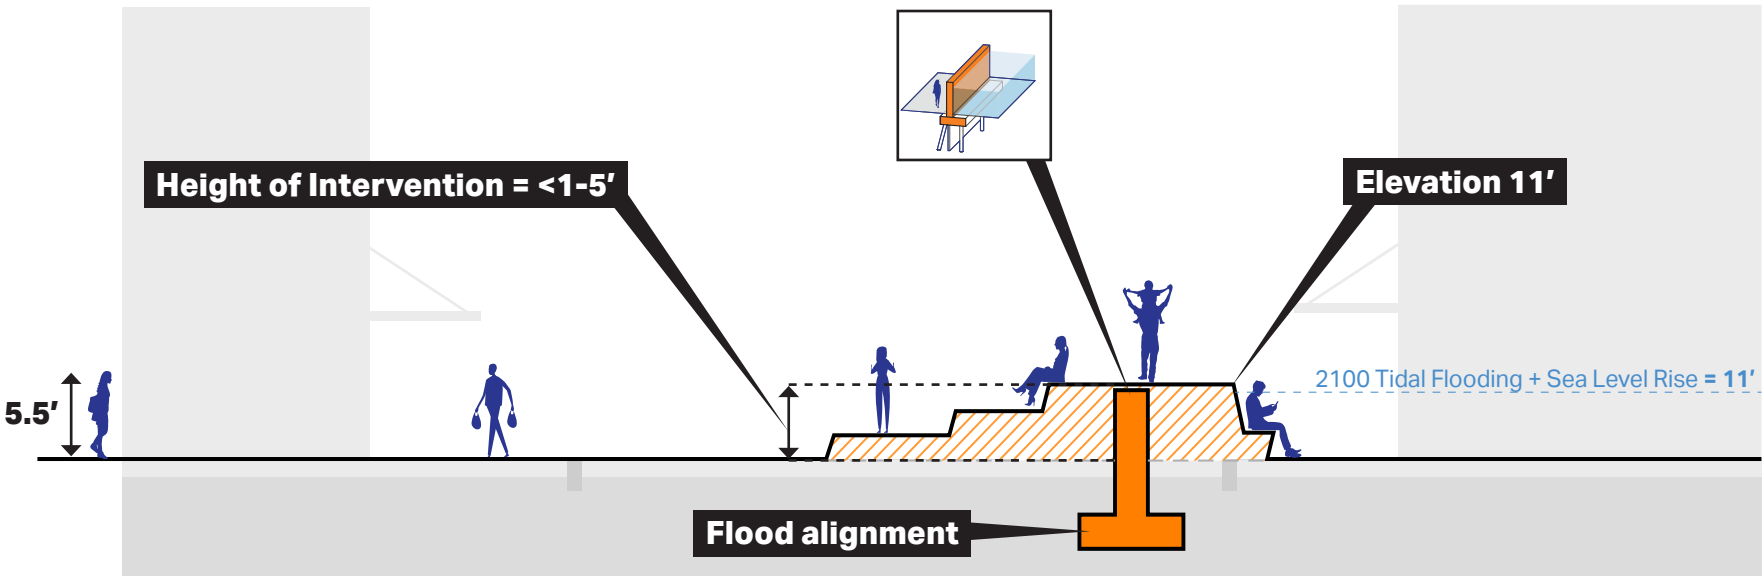 Height of Intervention = <1-5′
Elevation 11′
2100 Tidal Flooding + Sea Level Rise = 11′
5.5′
Flood alignment